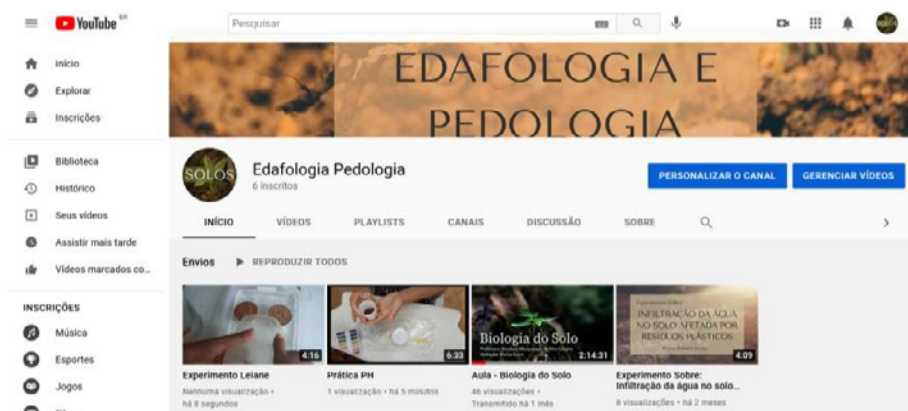 YouTube BR
Pesquisar
Início
Explorar
Inscrições
Biblioteca
Histórico
Seus vídeos
Assistir mais tarde
Vídeos marcados co...
INSCRIÇÕES
Música
Esportes
Jogos
EDAFOLOGIA E
PEDOLOGIA
SOLOS
Edafologia Pedologia
6 inscritos
PERSONALIZAR O CANAL
GERENCIAR VÍDEOS
INÍCIO VÍDEOS PLAYLISTS CANAIS DISCUSSÃO SOBRE
Envios REPRODUZIR TODOS
4:16
Experimento Leiane
Nenhuma visualização •
há 8 segundos
6:33
Prática PH
1 visualização • há 5 minutos
Biologia do Solo
2:14:31
Aula - Biologia do Solo
46 visualizações •
Transmitido há 1 mês
Experimento Sobre:
INFILTRAÇÃO DA ÁGUA
NO SOLO AFETADA POR
RESÍDUOS PLÁSTICOS
4:09
Experimento Sobre:
Infiltração da água no solo...
8 visualizações • há 2 meses